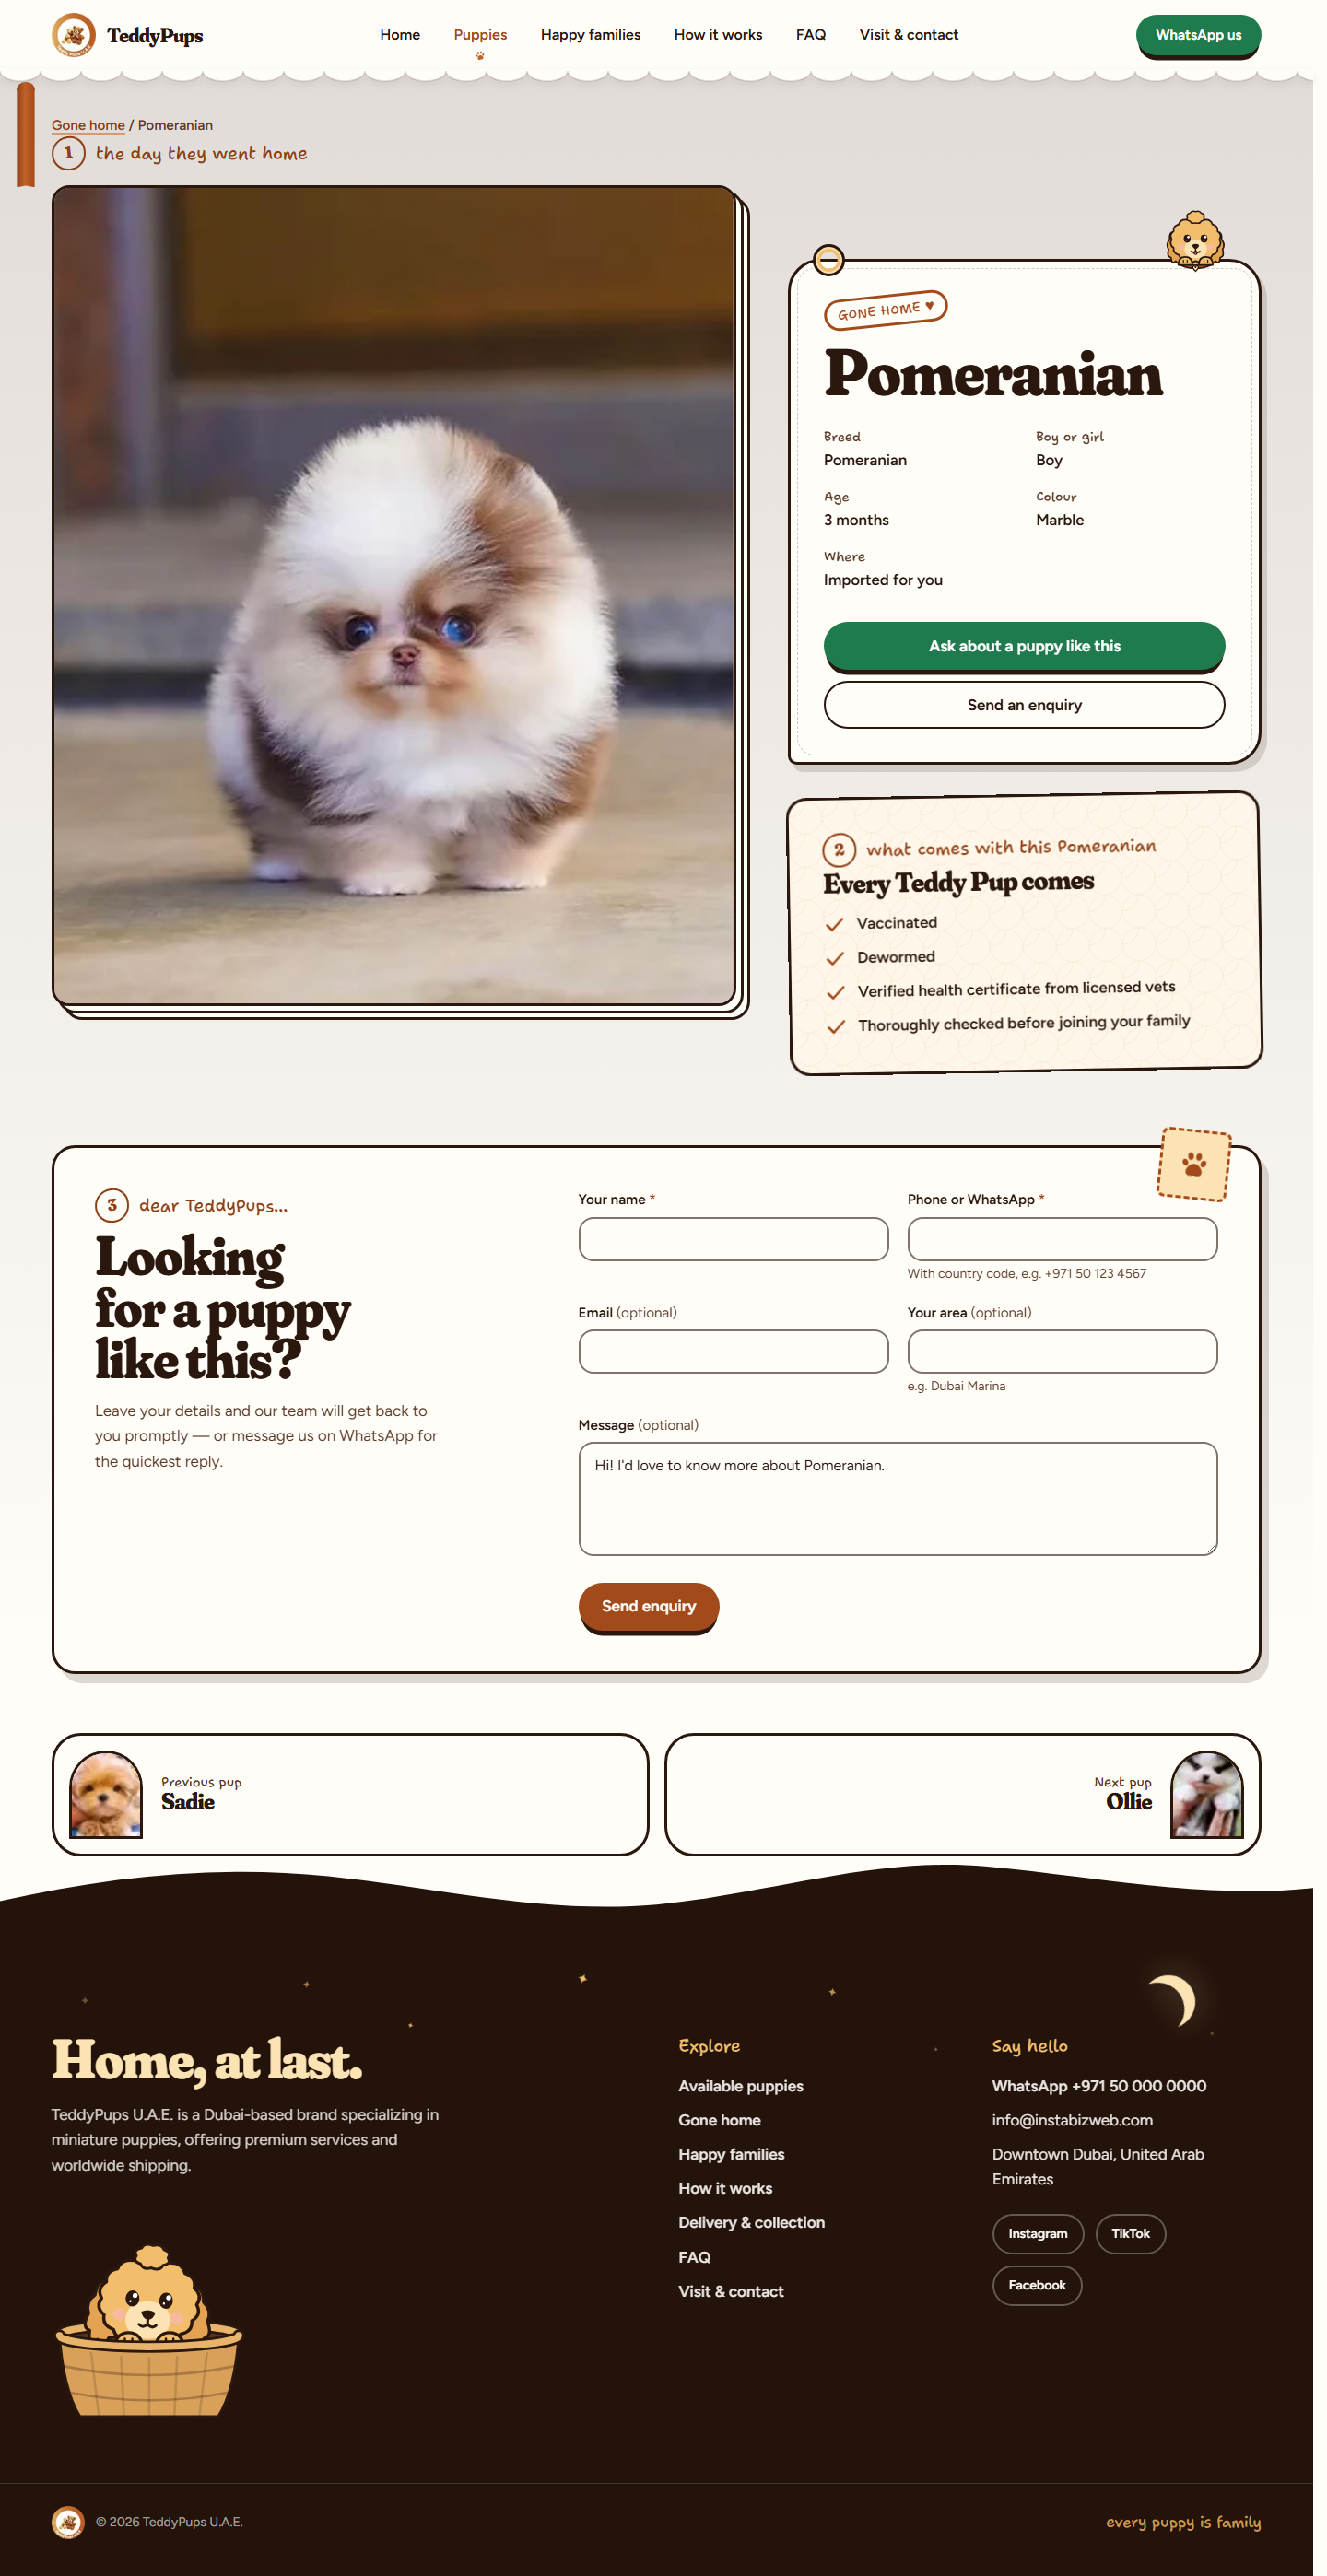 TeddyPups
Home
Puppies
Happy families
How it works
FAQ
Visit & contact
WhatsApp us
Gone home / Pomeranian
1 the day they went home
GONE HOME ♥
Pomeranian
Breed
Pomeranian
Boy or girl
Boy
Age
3 months
Colour
Marble
Where
Imported for you
Ask about a puppy like this
Send an enquiry
2 what comes with this Pomeranian
Every Teddy Pup comes
Vaccinated
Dewormed
Verified health certificate from licensed vets
Thoroughly checked before joining your family
3 dear TeddyPups...
Looking
for a puppy
like this?
Leave your details and our team will get back to
you promptly — or message us on WhatsApp for
the quickest reply.
Your name *
Phone or WhatsApp *
With country code, e.g. +971 50 123 4567
Email (optional)
Your area (optional)
e.g. Dubai Marina
Message (optional)
Hi! I'd love to know more about Pomeranian.
Send enquiry
Previous pup
Sadie
Next pup
Ollie
Home, at last.
TeddyPups U.A.E. is a Dubai-based brand specializing in
miniature puppies, offering premium services and
worldwide shipping.
Explore
Available puppies
Gone home
Happy families
How it works
Delivery & collection
FAQ
Visit & contact
Say hello
WhatsApp +971 50 000 0000
info@instabizweb.com
Downtown Dubai, United Arab
Emirates
Instagram
TikTok
Facebook
© 2026 TeddyPups U.A.E.
every puppy is family